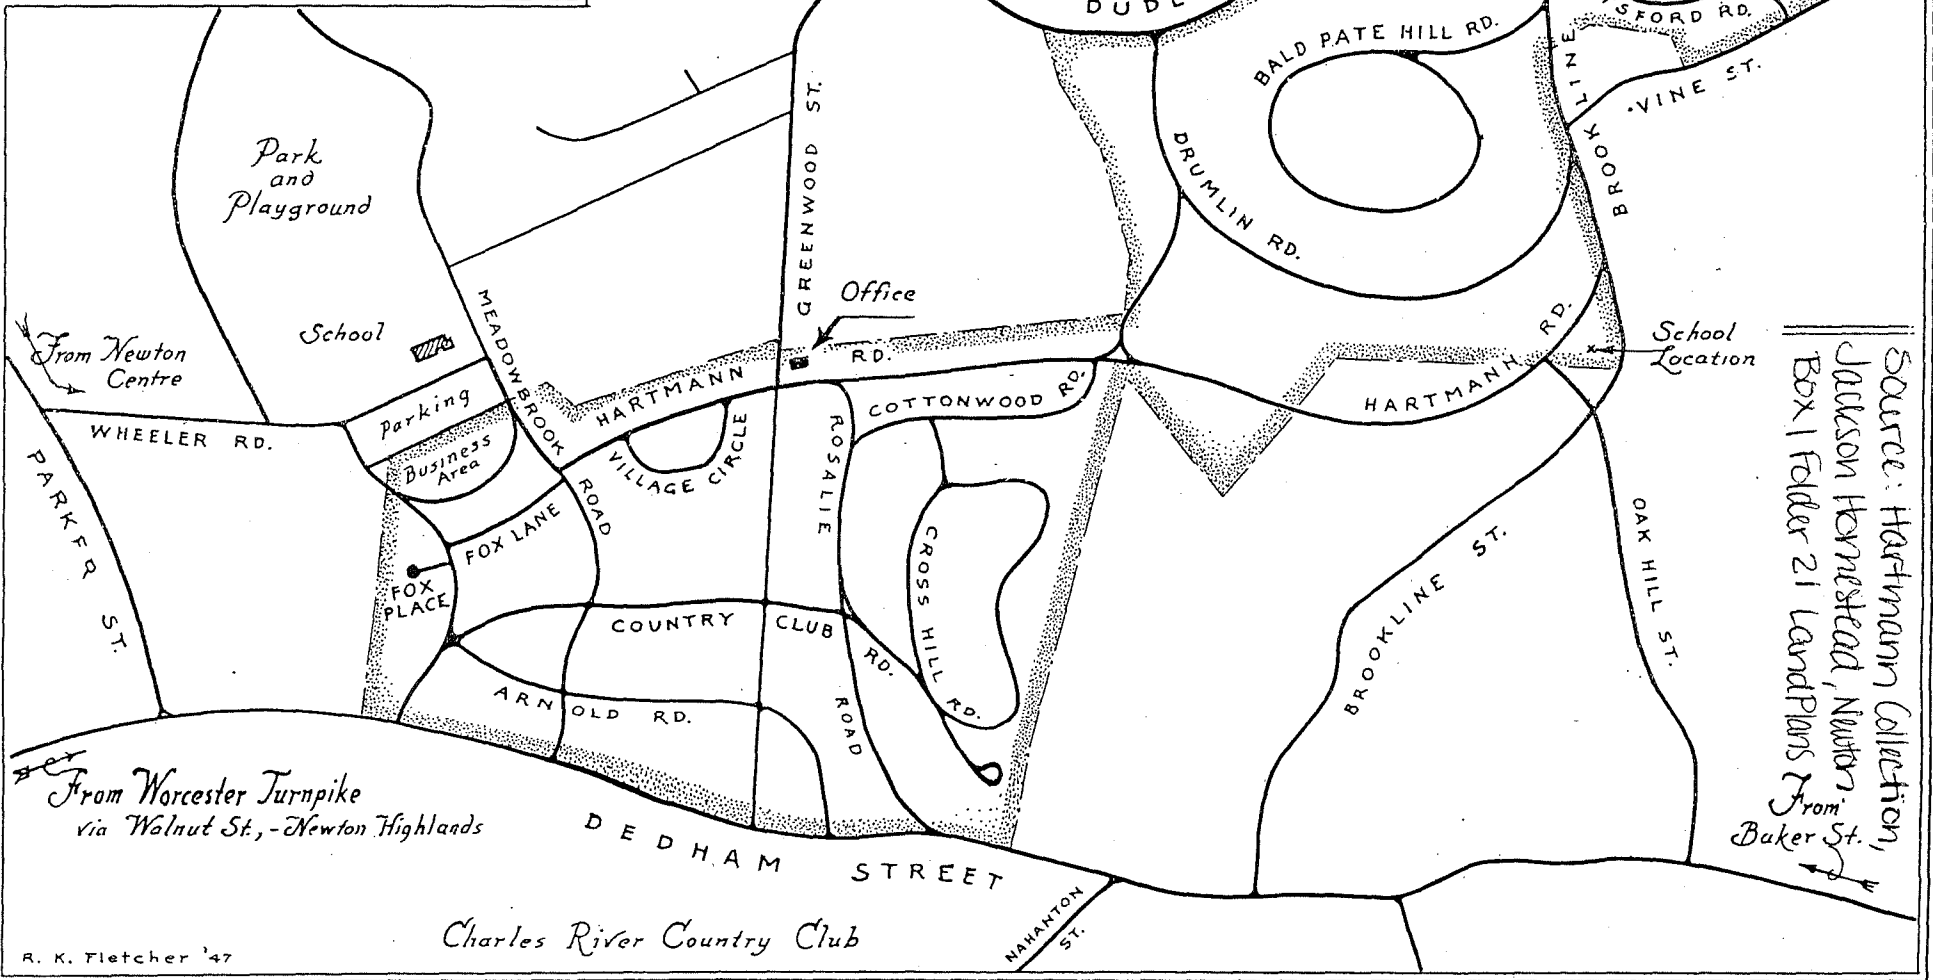 DUDL
BALD PATE HILL RD.
SFORD RD.
BROOKLINE
VINE ST.
Park
and
Playground
GREENWOOD ST.
DRUMLIN RD.
Office
School
MEADOWBROOK ROAD
From Newton
Centre
HARTMANN RD.
HARTMANN RD.
School
Location
Parking
WHEELER RD.
Business
Area
COTTONWOOD RD.
VILLAGE CIRCLE
ROSALIE ROAD
PARKER ST.
FOX LANE
FOX
PLACE
CROSS HILL RD.
COUNTRY CLUB RD.
ARNOLD RD.
BROOKLINE ST.
OAK HILL ST.
Source: Hartmann Collection,
Jackson Homestead, Newton
Box 1 Folder 21 Land Plans
From Worcester Turnpike
via Walnut St., - Newton Highlands
From
Baker St.
DEDHAM STREET
NAHANTON
ST.
Charles River Country Club
R. K. Fletcher '47